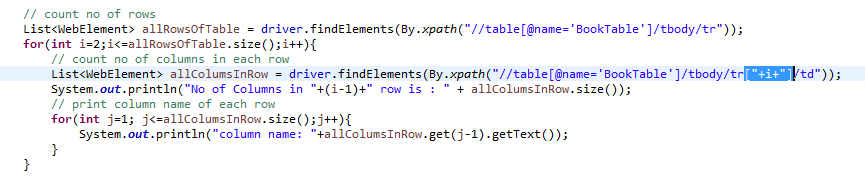 // count no of rows
List<WebElement> allRowsOfTable = driver.findElements(By.xpath("//table[@name='BookTable']/tbody/tr"));
for(int i=2;i<=allRowsOfTable.size();i++){
// count no of columns in each row
List<WebElement> allColumsInRow = driver.findElements(By.xpath("//table[@name='BookTable']/tbody/tr["+i+"]/td"));
System.out.println("No of Columns in "+(i-1)+" row is : " + allColumsInRow.size());
// print column name of each row
for(int j=1; j<=allColumsInRow.size();j++){
System.out.println("column name: "+allColumsInRow.get(j-1).getText());
}
}